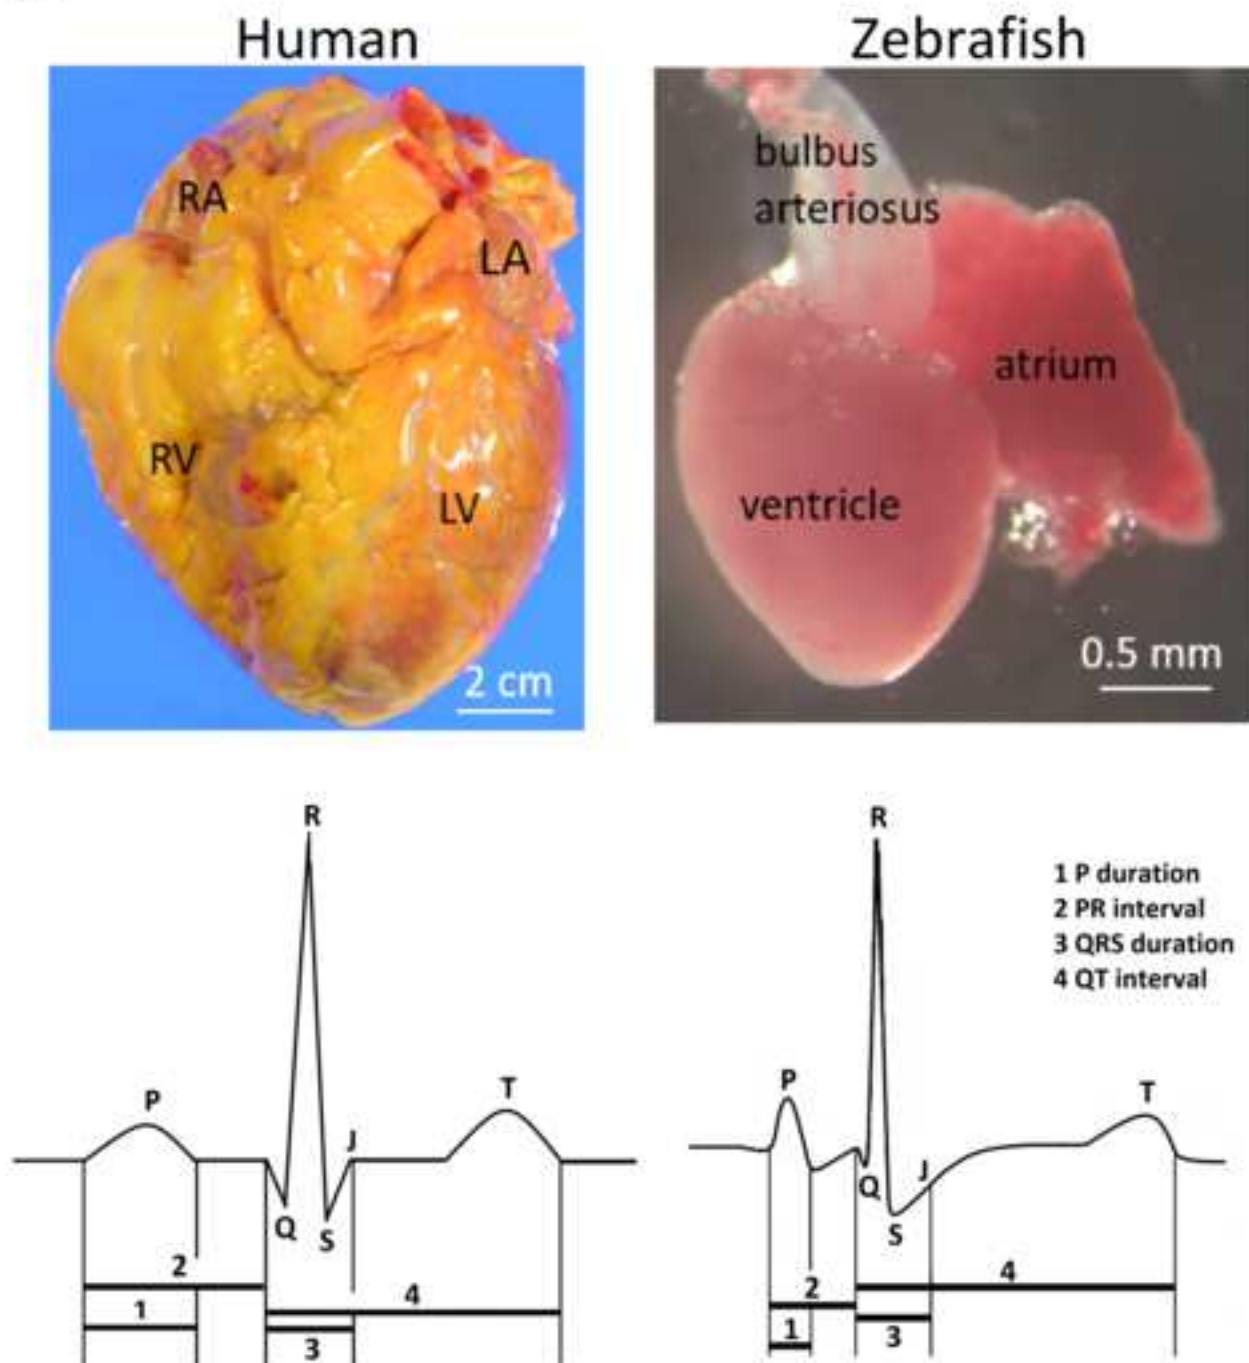 Human
Zebrafish
RA
LA
RV
LV
2 cm
bulbus
arteriosus
atrium
ventricle
0.5 mm
R
P
J
T
Q
S
2
1
4
3
R
1 P duration
2 PR interval
3 QRS duration
4 QT interval
P
T
J
Q
S
4
2
3
1